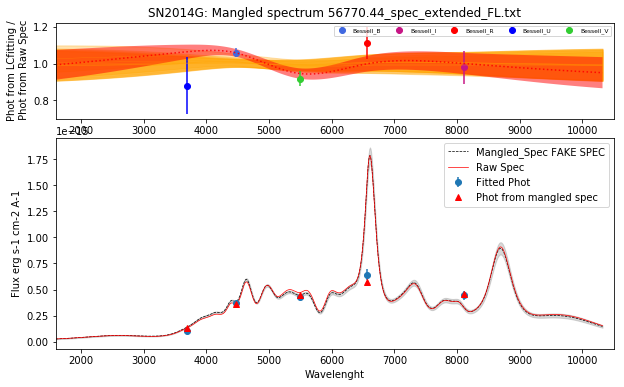 SN2014G: Mangled spectrum 56770.44_spec_extended_FL.txt
Phot from LCfitting /
Phot from Raw Spec
1.2
1.0
0.8
Bessell_B
Bessell_I
Bessell_R
Bessell_U
Bessell_V
2000 3000 4000 5000 6000 7000 8000 9000 10000
Flux erg s-1 cm-2 A-1
1.75
1.50
1.25
1.00
0.75
0.50
0.25
0.00
Mangled_Spec FAKE SPEC
Raw Spec
Fitted Phot
Phot from mangled spec
2000 3000 4000 5000 6000 7000 8000 9000 10000
Wavelenght